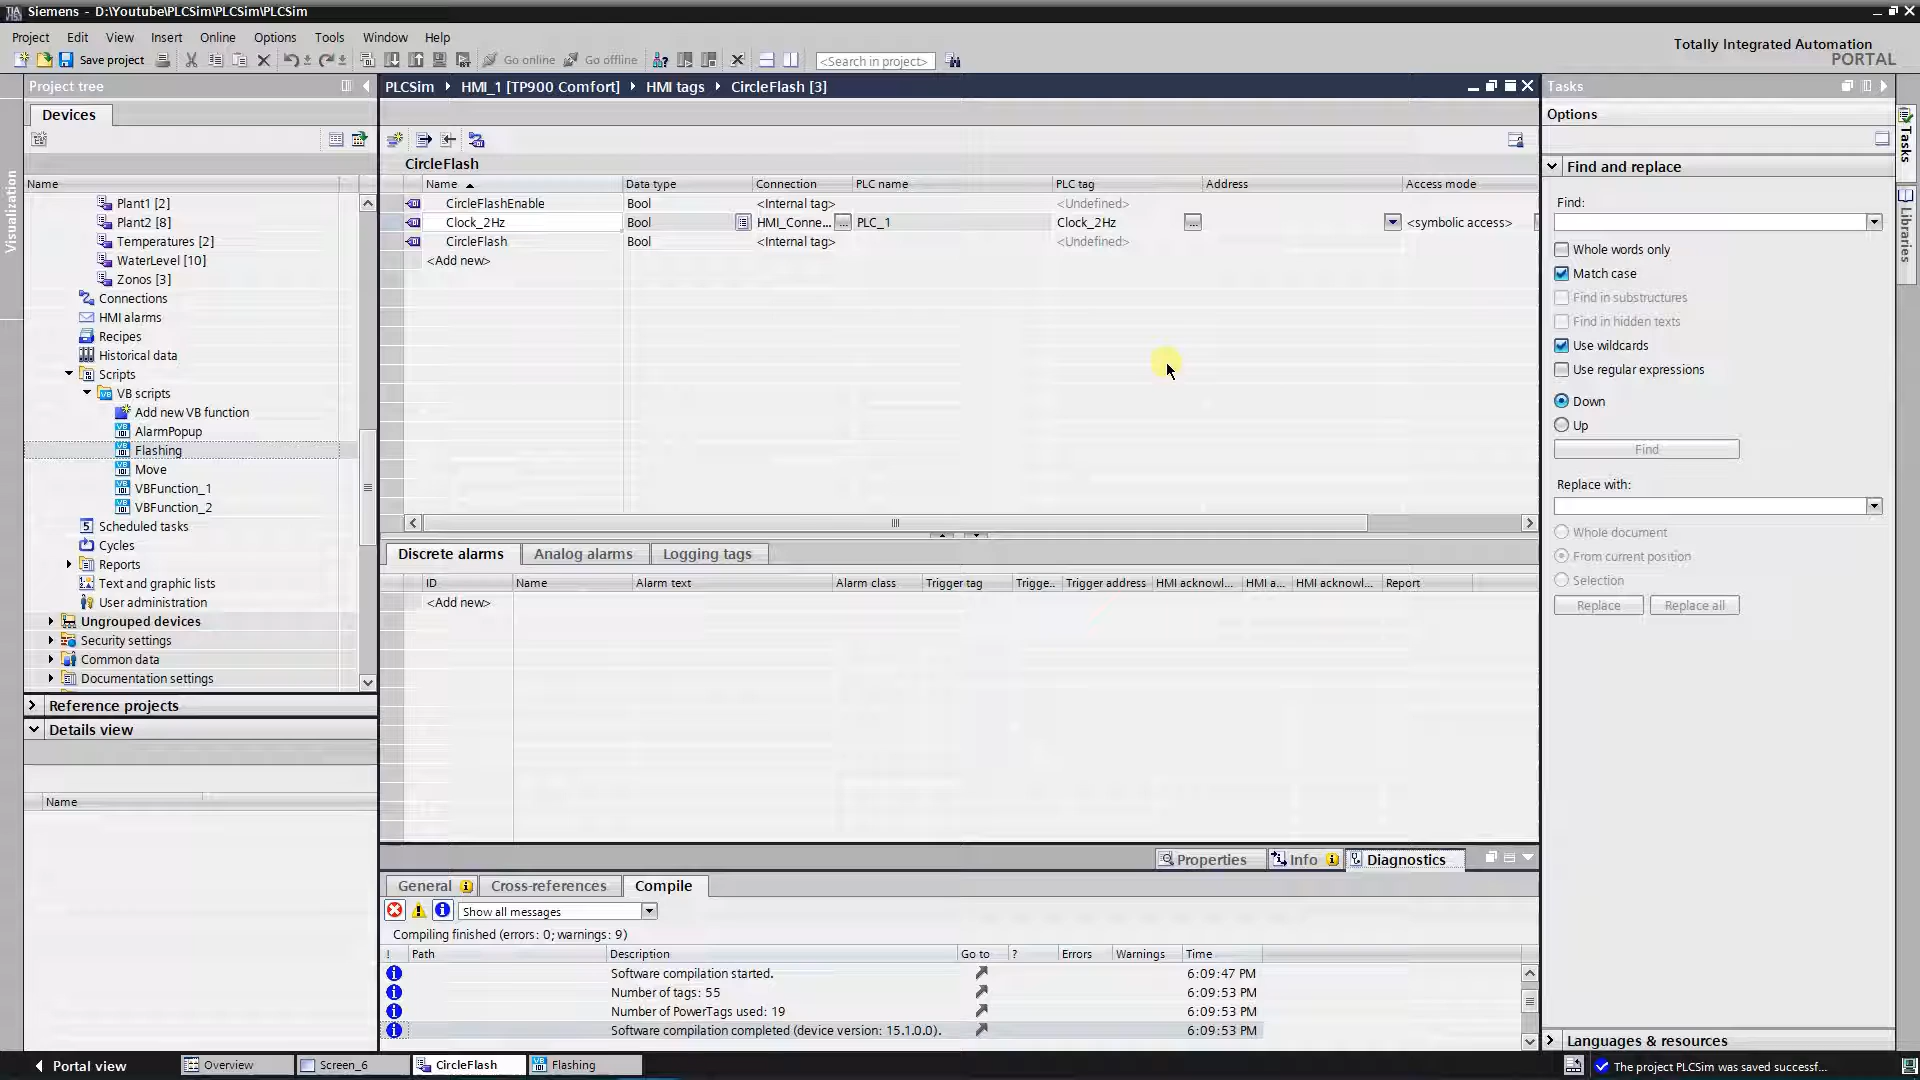 Siemens - D:\Youtube\PLCSim\PLCSim\PLCSim
Project Edit View Insert Online Options Tools Window Help
Totally Integrated Automation
PORTAL
Save project Go online Go offline <Search in project>
Project tree
PLCSim HMI_1 [TP900 Comfort] HMI tags CircleFlash [3]
Tasks
Devices
Options
Visualization
Tasks
Libraries
CircleFlash
Name
Name Data type Connection PLC name PLC tag Address Access mode
CircleFlashEnable Bool <Internal tag> <Undefined>
Clock_2Hz Bool HMI_Conne... PLC_1 Clock_2Hz <symbolic access>
CircleFlash Bool <Internal tag> <Undefined>
<Add new>
Plant1 [2]
Plant2 [8]
Temperatures [2]
WaterLevel [10]
Zonos [3]
Connections
HMI alarms
Recipes
Historical data
Scripts
VB scripts
Add new VB function
AlarmPopup
Flashing
Move
VBFunction_1
VBFunction_2
Scheduled tasks
Cycles
Reports
Text and graphic lists
User administration
Ungrouped devices
Security settings
Common data
Documentation settings
Reference projects
Details view
Name
Find and replace
Find:
Whole words only
Match case
Find in substructures
Find in hidden texts
Use wildcards
Use regular expressions
Down
Up
Find
Replace with:
Whole document
From current position
Selection
Replace Replace all
Languages & resources
Discrete alarms Analog alarms Logging tags
ID Name Alarm text Alarm class Trigger tag Trigge.. Trigger address HMI acknowl... HMI a... HMI acknowl... Report
<Add new>
Properties Info Diagnostics
General Cross-references Compile
Show all messages
Compiling finished (errors: 0; warnings: 9)
! Path Description Go to ? Errors Warnings Time
Software compilation started. 6:09:47 PM
Number of tags: 55 6:09:53 PM
Number of PowerTags used: 19 6:09:53 PM
Software compilation completed (device version: 15.1.0.0). 6:09:53 PM
Portal view Overview Screen_6 CircleFlash Flashing The project PLCSim was saved successf...